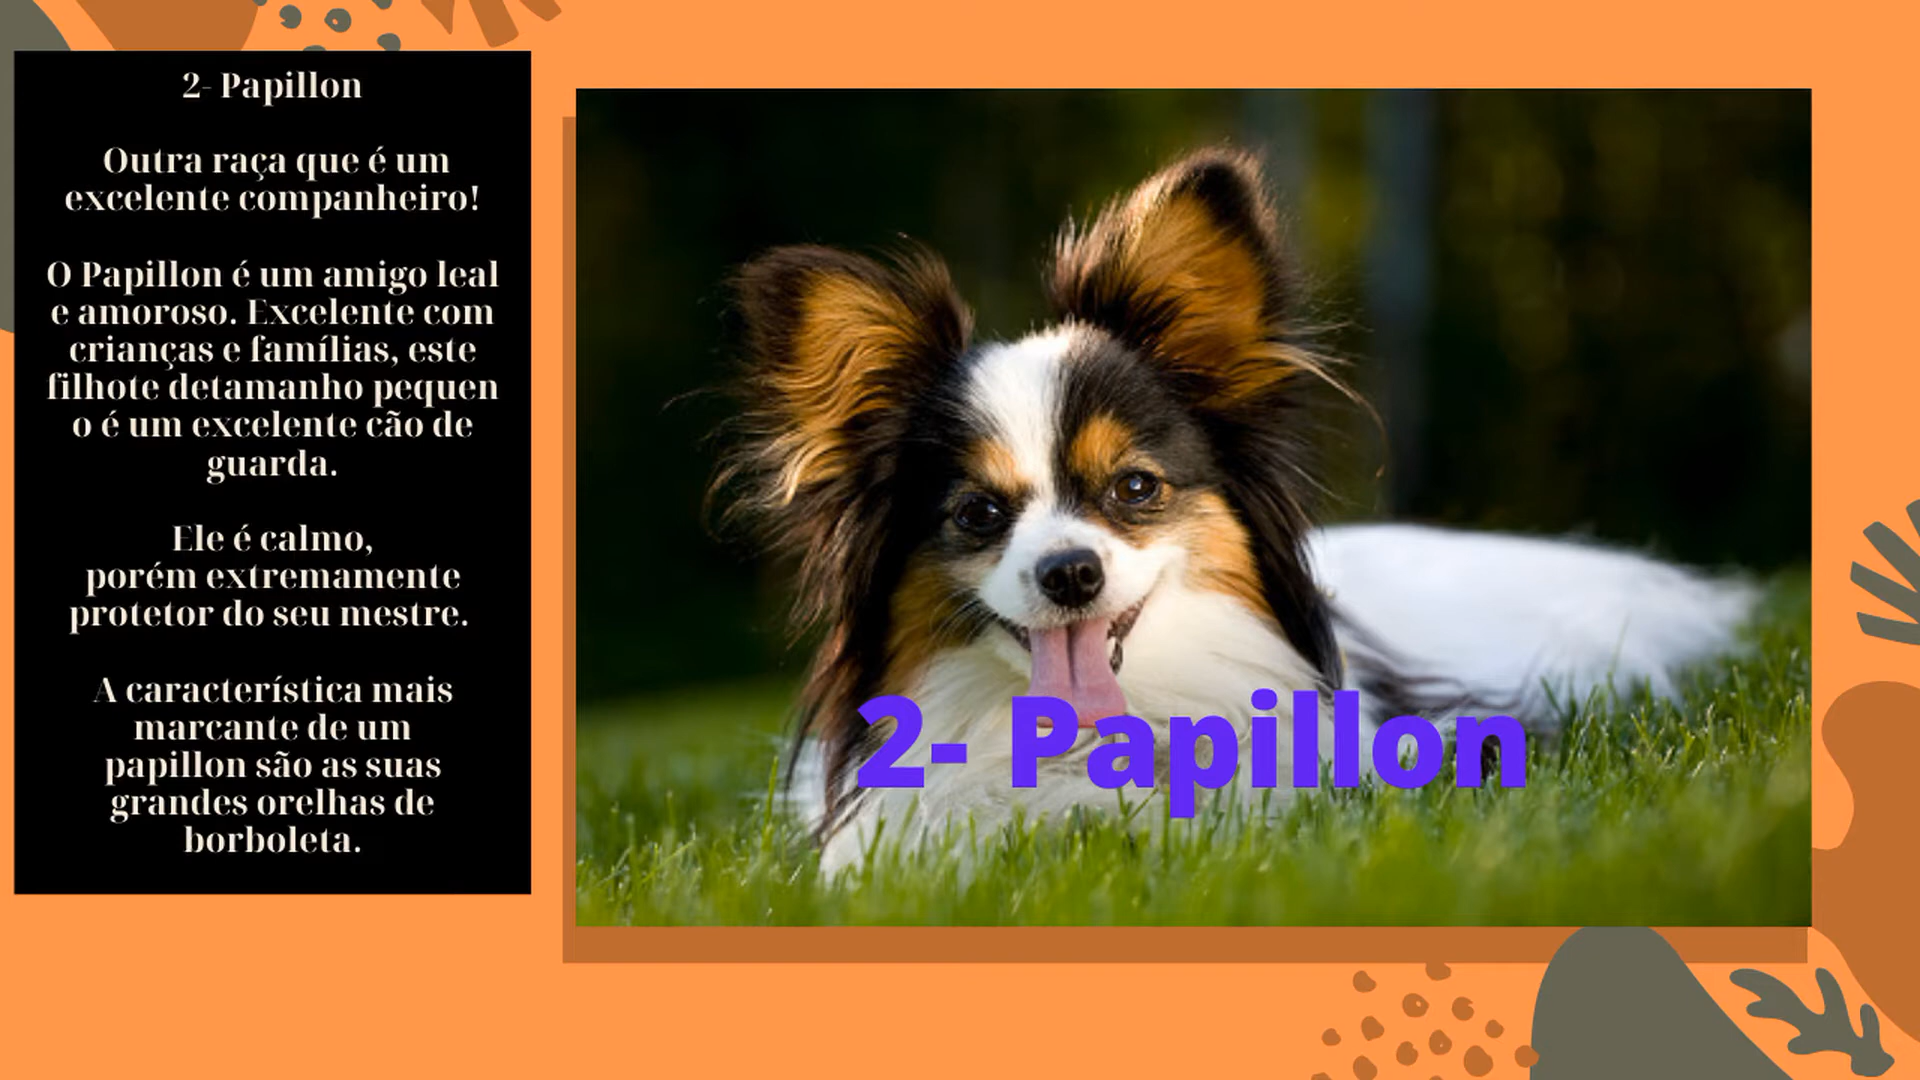 2- Papillon
Outra raça que é um
excelente companheiro!
O Papillon é um amigo leal
e amoroso. Excelente com
crianças e famílias, este
filhote detamanho pequen
o é um excelente cão de
guarda.
Ele é calmo,
porém extremamente
protetor do seu mestre.
A característica mais
marcante de um
papillon são as suas
grandes orelhas de
borboleta.
2- Papillon